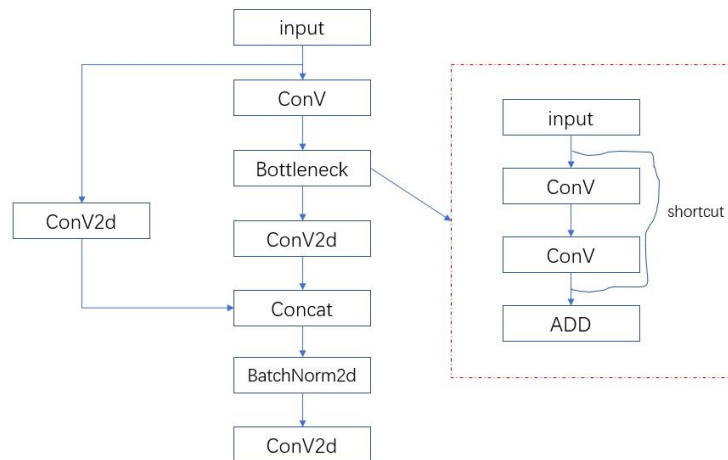 input
ConV
Bottleneck
ConV2d
ConV2d
Concat
BatchNorm2d
ConV2d
input
ConV
ConV
shortcut
ADD